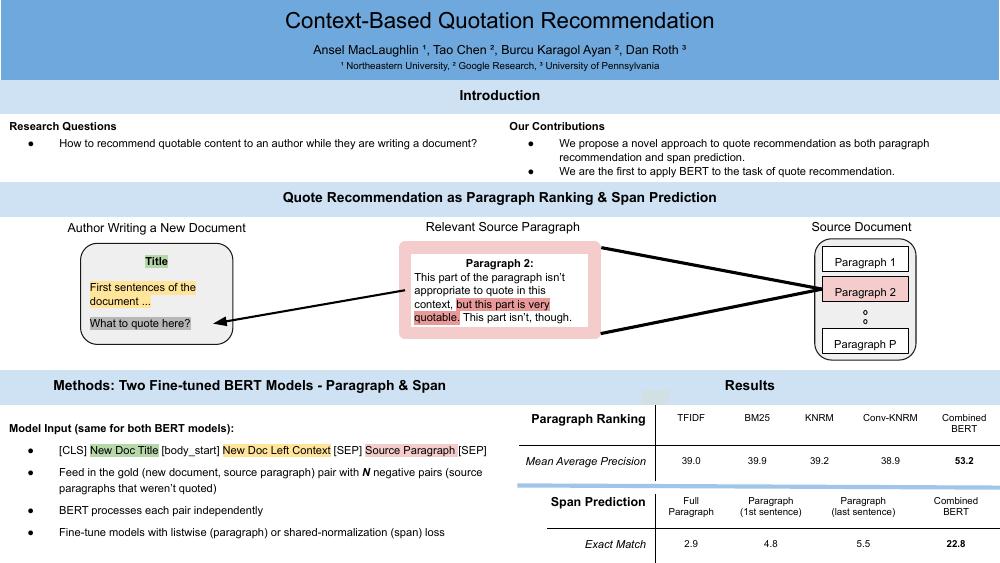 Context-Based Quotation Recommendation
Ansel MacLaughlin ¹, Tao Chen ², Burcu Karagol Ayan ², Dan Roth ³
¹ Northeastern University, ² Google Research, ³ University of Pennsylvania
Introduction
Research Questions
● How to recommend quotable content to an author while they are writing a document?
Our Contributions
● We propose a novel approach to quote recommendation as both paragraph
recommendation and span prediction.
● We are the first to apply BERT to the task of quote recommendation.
Quote Recommendation as Paragraph Ranking & Span Prediction
Author Writing a New Document
Title
First sentences of the
document ...
What to quote here?
Relevant Source Paragraph
Paragraph 2:
This part of the paragraph isn't
appropriate to quote in this
context, but this part is very
quotable. This part isn't, though.
Source Document
Paragraph 1
Paragraph 2
Paragraph P
Methods: Two Fine-tuned BERT Models - Paragraph & Span
Model Input (same for both BERT models):
● [CLS] New Doc Title [body_start] New Doc Left Context [SEP] Source Paragraph [SEP]
● Feed in the gold (new document, source paragraph) pair with N negative pairs (source
paragraphs that weren't quoted)
● BERT processes each pair independently
● Fine-tune models with listwise (paragraph) or shared-normalization (span) loss
Results
Paragraph Ranking TFIDF BM25 KNRM Conv-KNRM Combined
BERT
Mean Average Precision 39.0 39.9 39.2 38.9 53.2
Span Prediction Full Paragraph Paragraph Combined
Paragraph (1st sentence) (last sentence) BERT
Exact Match 2.9 4.8 5.5 22.8